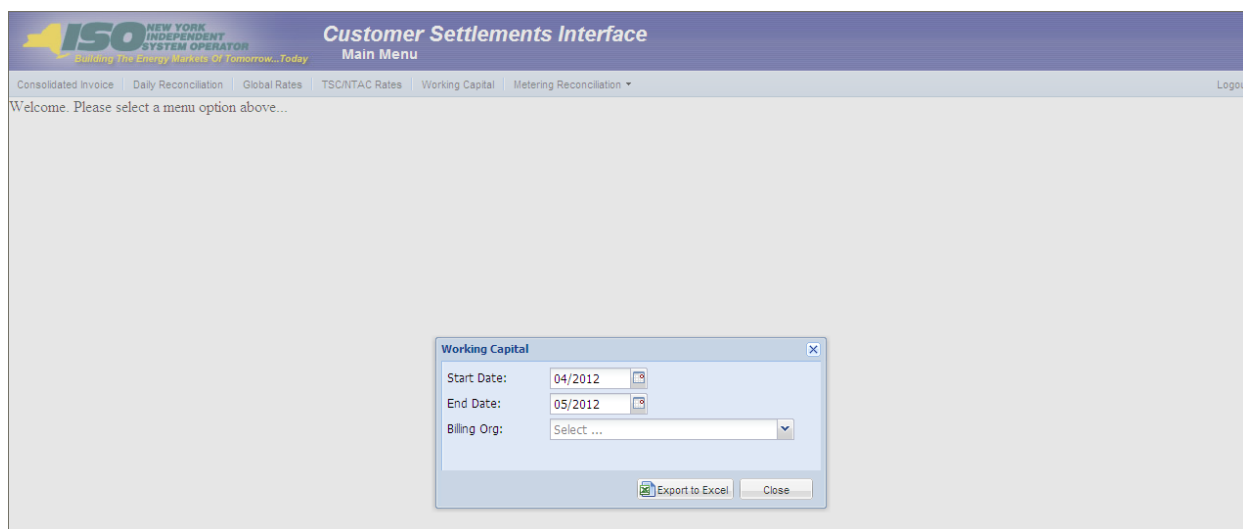 ISO NEW YORK
INDEPENDENT
SYSTEM OPERATOR
Building The Energy Markets Of Tomorrow...Today
Customer Settlements Interface
Main Menu
Consolidated Invoice Daily Reconciliation Global Rates TSC/NTAC Rates Working Capital Metering Reconciliation
Welcome. Please select a menu option above...
Working Capital
Start Date: 04/2012
End Date: 05/2012
Billing Org: Select ...
Export to Excel Close